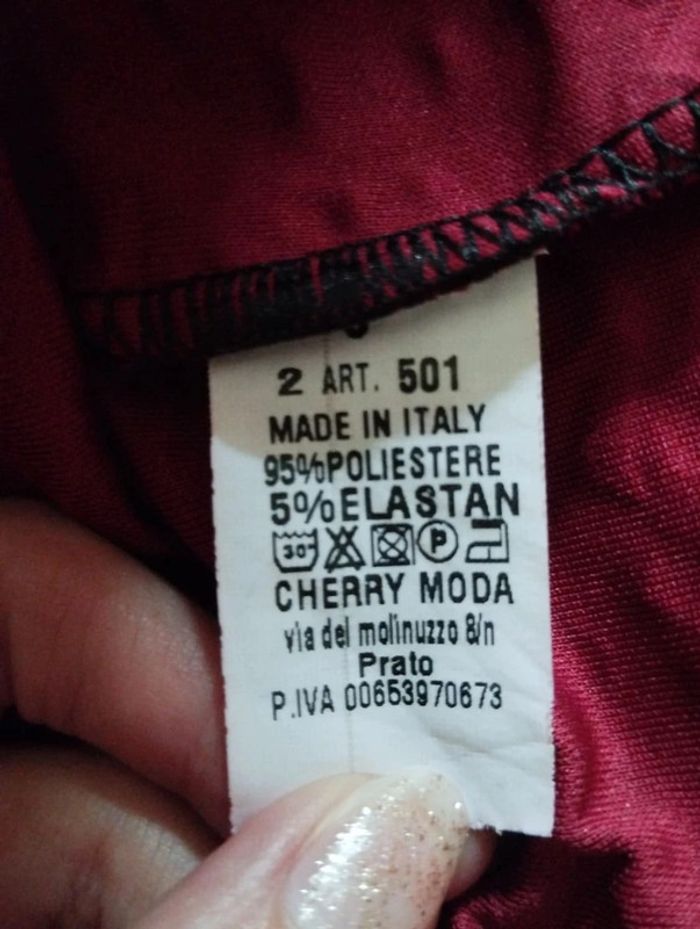 2 ART. 501
MADE IN ITALY
95%POLIESTERE
5%ELASTAN
30° P
CHERRY MODA
via del molinuzzo 8/n
Prato
P.IVA 00653970673